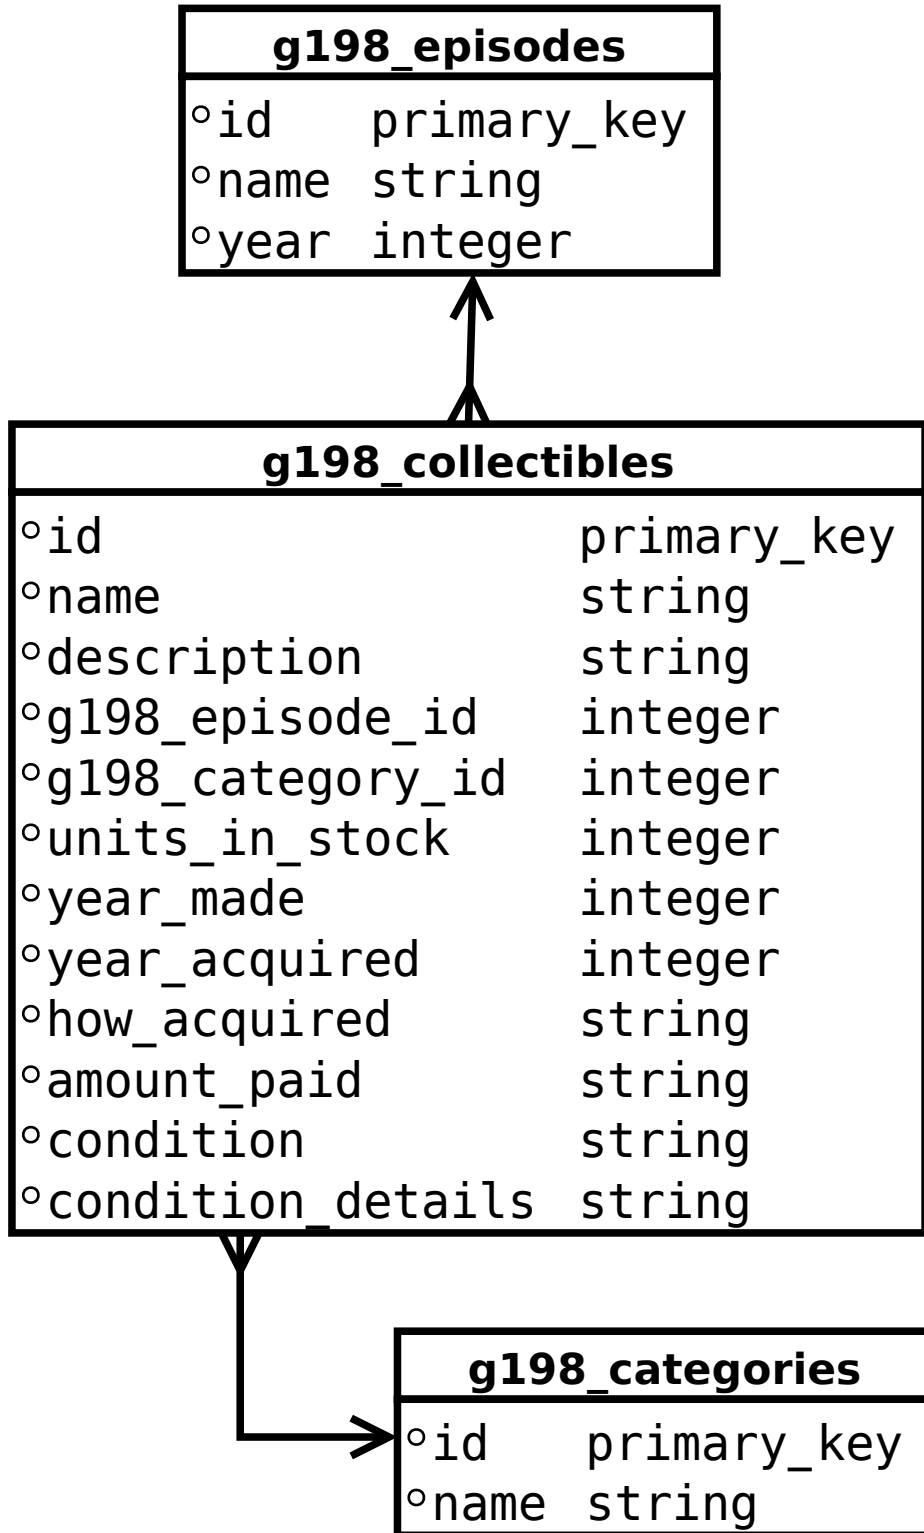 g198_episodes
id primary_key
name string
year integer
g198_collectibles
id primary_key
name string
description string
g198_episode_id integer
g198_category_id integer
units_in_stock integer
year_made integer
year_acquired integer
how_acquired string
amount_paid string
condition string
condition_details string
g198_categories
id primary_key
name string